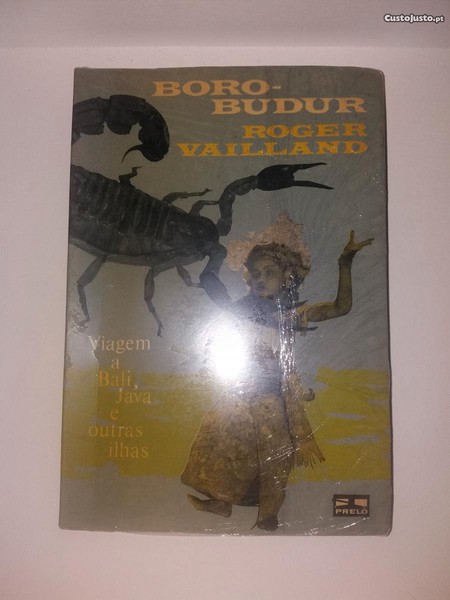 CustoJusto.pt
BORO-
BUDUR
ROGER
VAILLAND
Viagem
a
Bali,
Java
e
outras
ilhas
PRELO